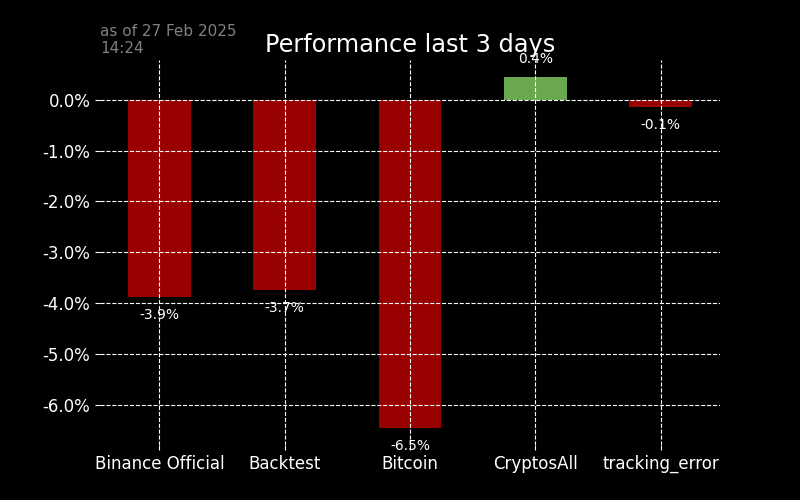 as of 27 Feb 2025
14:24
Performance last 3 days
0.4%
0.0%
-0.1%
-1.0%
-2.0%
-3.0%
-3.9%
-3.7%
-4.0%
-5.0%
-6.0%
-6.5%
Binance Official
Backtest
Bitcoin
CryptosAll
tracking_error